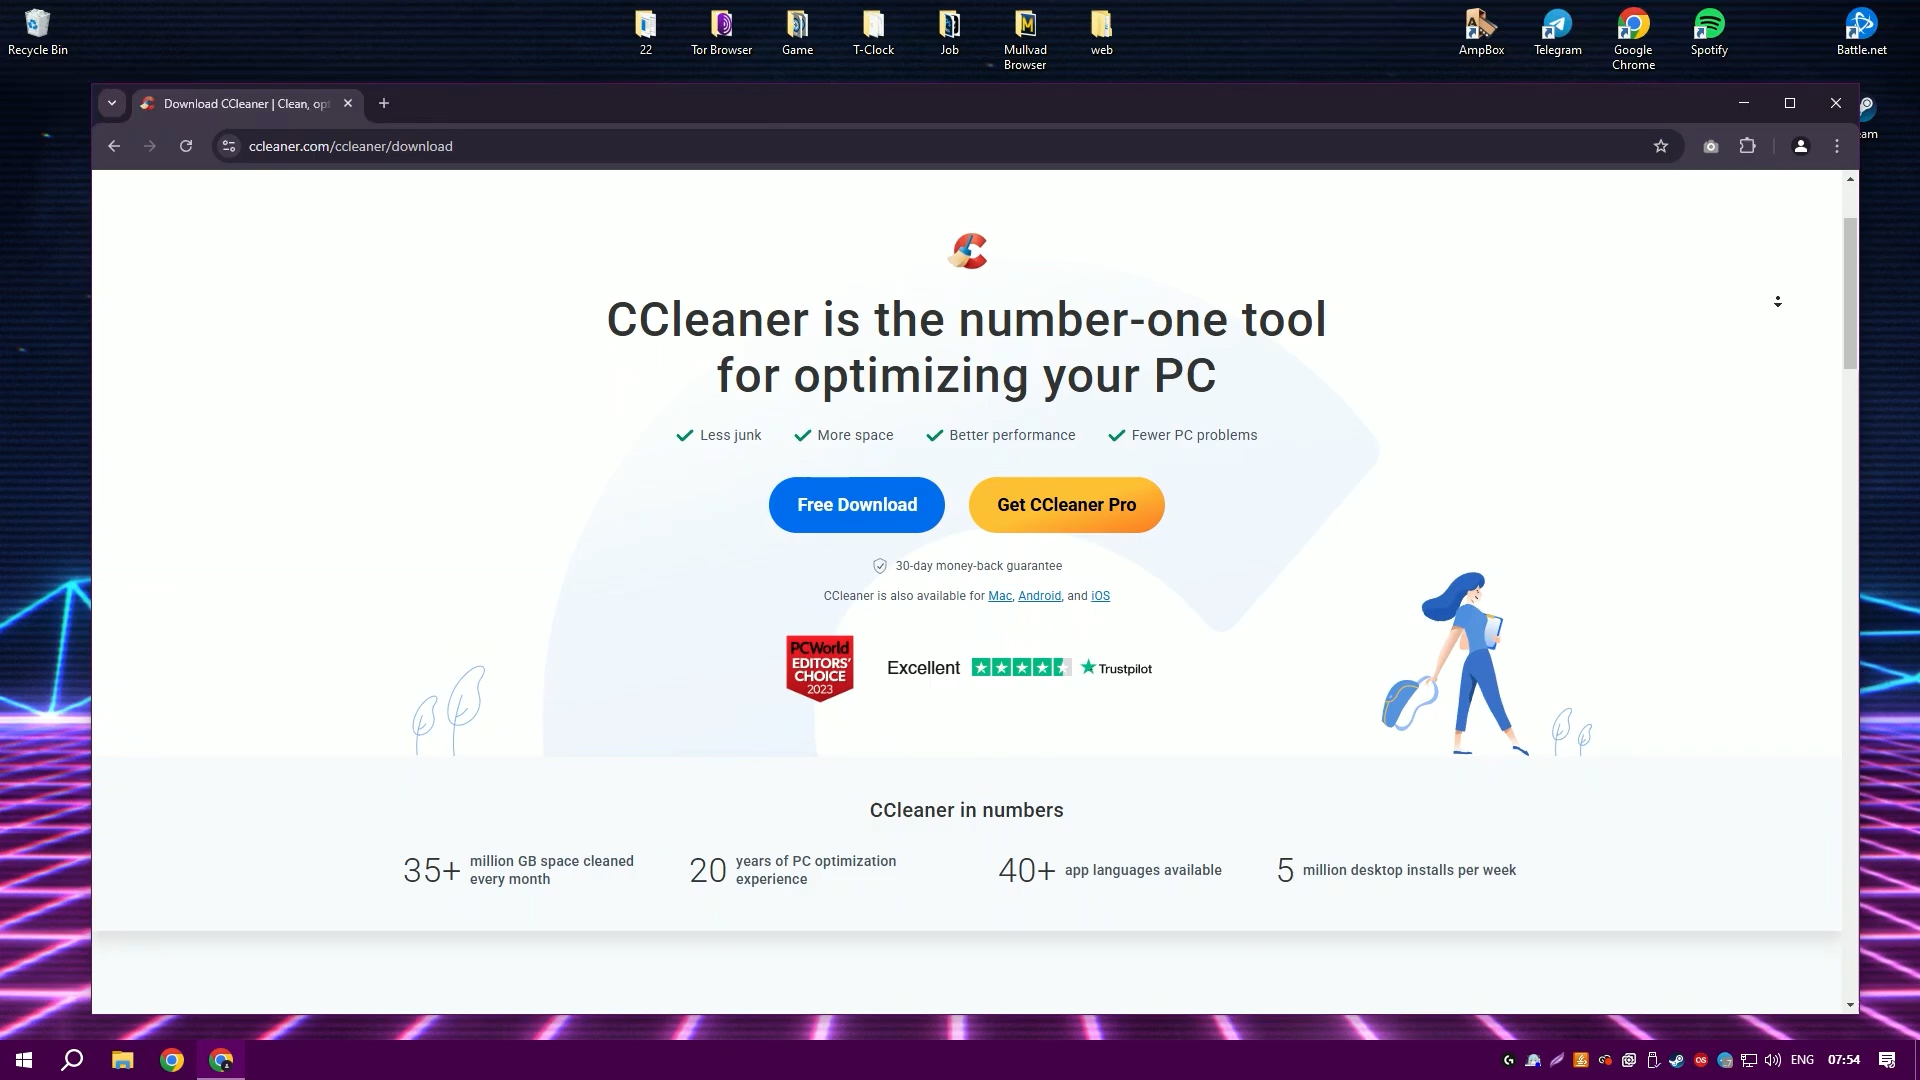 Recycle Bin
22
Tor Browser
Game
T-Clock
Job
Mullvad
Browser
web
AmpBox
Telegram
Google
Chrome
Spotify
Battle.net
eam
Download CCleaner | Clean, opt
ccleaner.com/ccleaner/download
CCleaner is the number-one tool
for optimizing your PC
Less junk
More space
Better performance
Fewer PC problems
Free Download
Get CCleaner Pro
30-day money-back guarantee
CCleaner is also available for Mac, Android, and iOS
PCWorld
EDITORS'
CHOICE
2023
Excellent
Trustpilot
CCleaner in numbers
35+ million GB space cleaned
every month
20 years of PC optimization
experience
40+ app languages available
5 million desktop installs per week
ENG
07:54